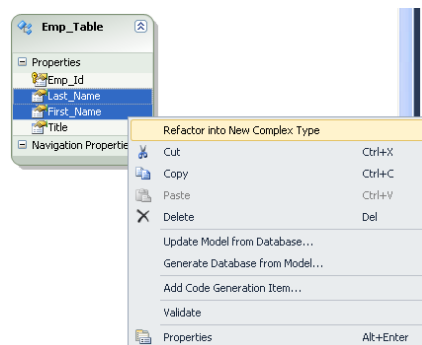 Emp_Table
Properties
Emp_Id
Last_Name
First_Name
Title
Navigation Propertie
Refactor into New Complex Type
Cut Ctrl+X
Copy Ctrl+C
Paste Ctrl+V
Delete Del
Update Model from Database...
Generate Database from Model...
Add Code Generation Item...
Validate
Properties Alt+Enter